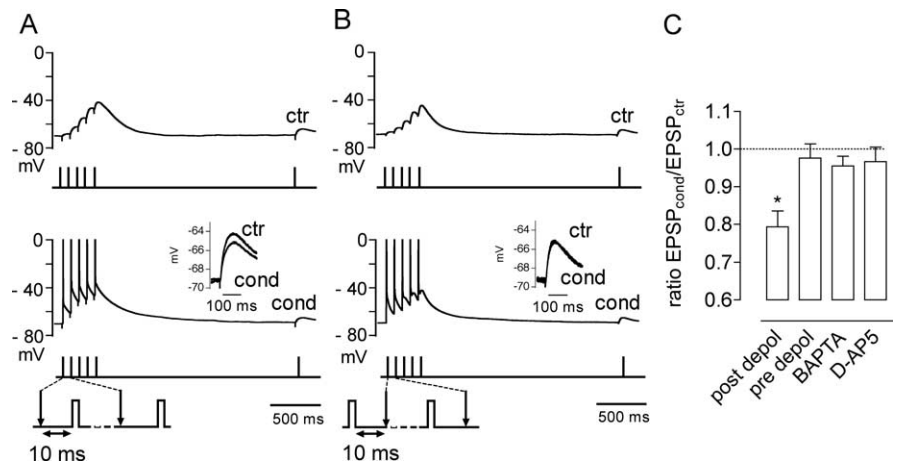 A
0
- 40
- 80
mV
ctr
0
- 40
- 80
mV
-64
-66
-68
-70
mV
ctr
cond
100 ms
cond
10 ms
500 ms
B
0
- 40
- 80
mV
ctr
0
- 40
- 80
mV
-64
-66
-68
-70
mV
ctr
cond
100 ms
cond
10 ms
500 ms
C
ratio EPSPcond/EPSPctr
1.1
1.0
0.9
0.8
0.7
0.6
*
post depol
pre depol
BAPTA
D-AP5